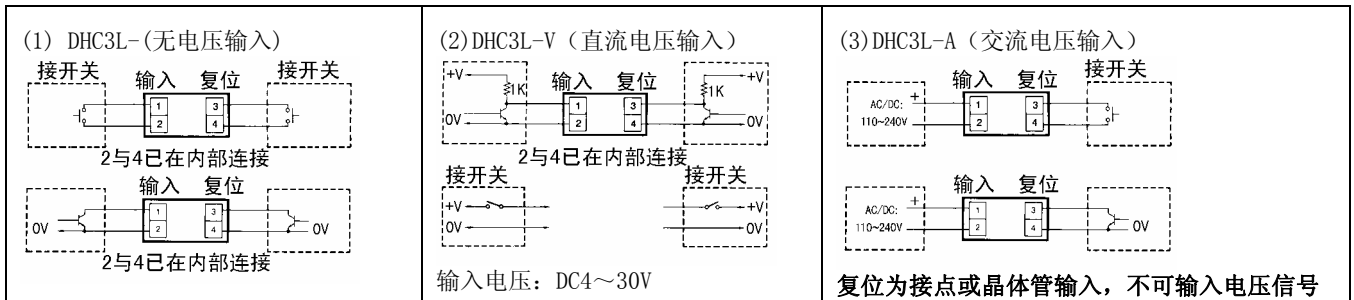 (1) DHC3L-(无电压输入)
接开关 输入 复位 接开关
1 3
2 4
2与4已在内部连接
输入 复位
1 3
0V 2 4 0V
2与4已在内部连接
(2)DHC3L-V（直流电压输入）
+V 输入 复位 +V
1K 1K
1 3
0V 2 4 0V
2与4已在内部连接
接开关 接开关
+V +V
0V 0V
输入电压：DC4～30V
(3)DHC3L-A（交流电压输入）
输入 复位 接开关
AC/DC: + 1 3
110~240V 2 4
输入 复位
AC/DC: + 1 3
110~240V 2 4 0V
复位为接点或晶体管输入，不可输入电压信号